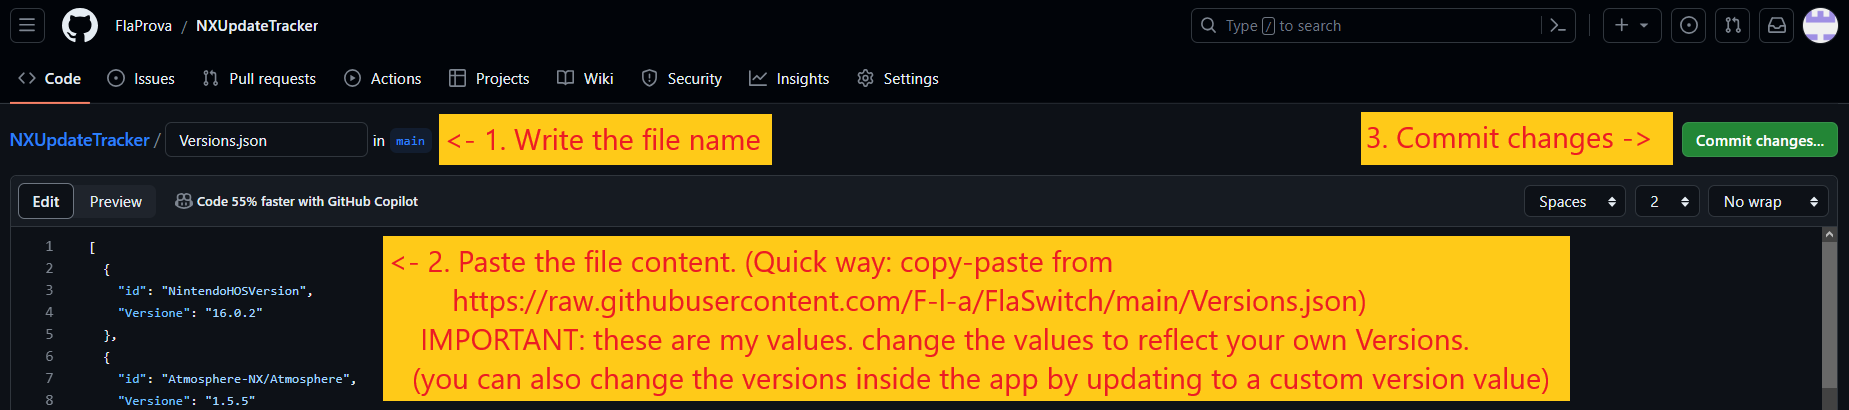 FlaProva / NXUpdateTracker
Type / to search
Code Issues Pull requests Actions Projects Wiki Security Insights Settings
NXUpdateTracker / Versions.json in main
<- 1. Write the file name
3. Commit changes ->
Commit changes...
Edit Preview Code 55% faster with GitHub Copilot
Spaces 2 No wrap
1 [
2 {
3 "id": "NintendoHOSVersion",
4 "Versione": "16.0.2"
5 },
6 {
7 "id": "Atmosphere-NX/Atmosphere",
8 "Versione": "1.5.5"
<- 2. Paste the file content. (Quick way: copy-paste from
https://raw.githubusercontent.com/F-l-a/FlaSwitch/main/Versions.json)
IMPORTANT: these are my values. change the values to reflect your own Versions.
(you can also change the versions inside the app by updating to a custom version value)